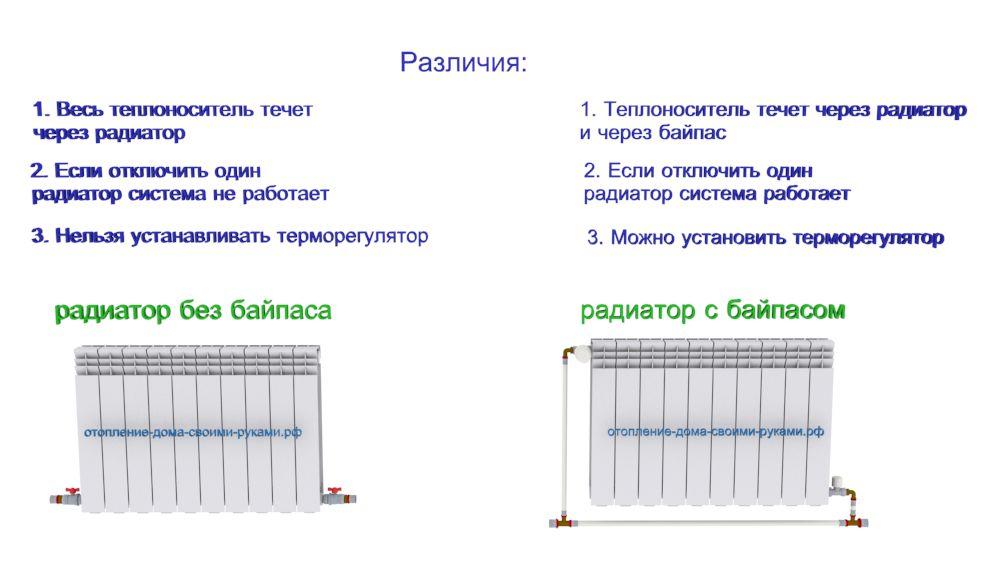 Различия:
1. Весь теплоноситель течет
через радиатор
2. Если отключить один
радиатор система не работает
3. Нельзя устанавливать терморегулятор
радиатор без байпаса
отопление-дома-своими-руками.рф
1. Теплоноситель течет через радиатор
и через байпас
2. Если отключить один
радиатор система работает
3. Можно установить терморегулятор
радиатор с байпасом
отопление-дома-своими-руками.рф